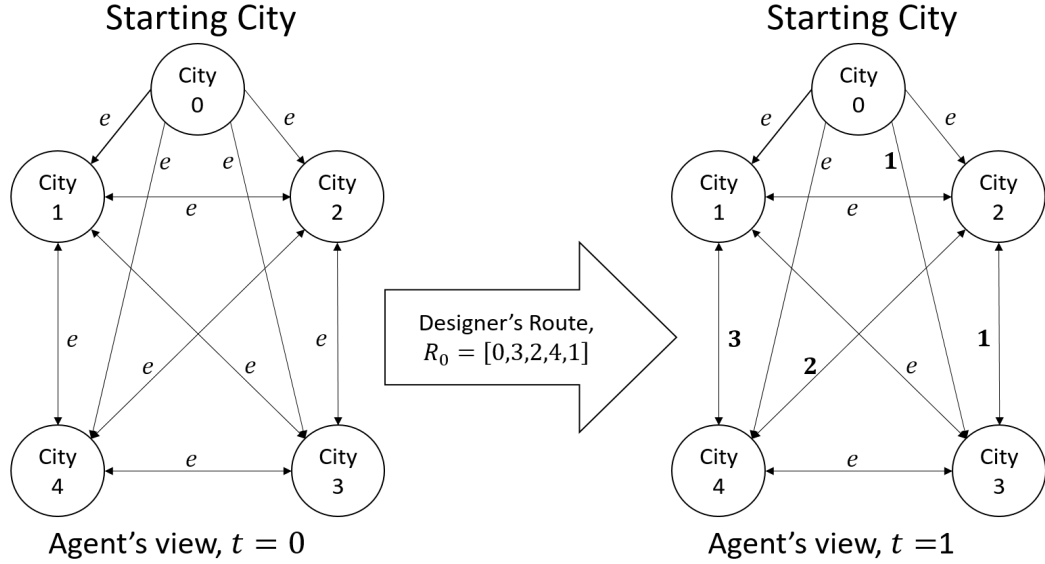 Starting City
City
0
e
e
e
e
City
1
City
2
e
e
e
e
e
City
4
e
City
3
Agent's view, t = 0
Designer's Route,
R₀ = [0,3,2,4,1]
Starting City
City
0
e
e
e
1
City
1
City
2
e
3
2
e
1
City
4
e
City
3
Agent's view, t =1